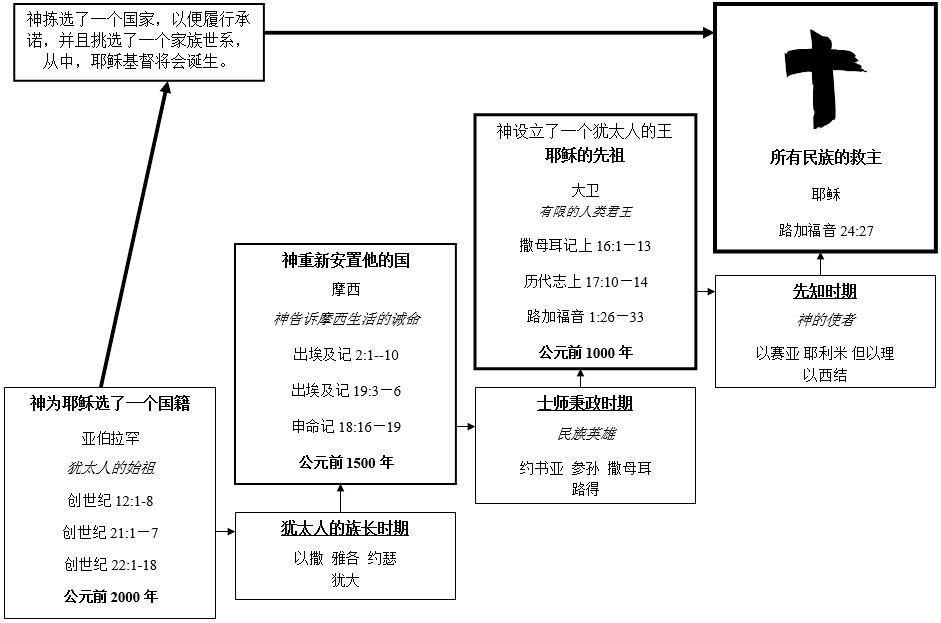 神拣选了一个国家，以便履行承
诺，并且挑选了一个家族世系，
从中，耶稣基督将会诞生。
神为耶稣选了一个国籍
亚伯拉罕
犹太人的始祖
创世纪 12:1-8
创世纪 21:1－7
创世纪 22:1-18
公元前 2000 年
犹太人的族长时期
以撒 雅各 约瑟
犹大
神重新安置他的国
摩西
神告诉摩西生活的诫命
出埃及记 2:1--10
出埃及记 19:3－6
申命记 18:16－19
公元前 1500 年
士师秉政时期
民族英雄
约书亚 参孙 撒母耳
路得
神设立了一个犹太人的王
耶稣的先祖
大卫
有限的人类君王
撒母耳记上 16:1－13
历代志上 17:10－14
路加福音 1:26－33
公元前 1000 年
先知时期
神的使者
以赛亚 耶利米 但以理
以西结
所有民族的救主
耶稣
路加福音 24:27